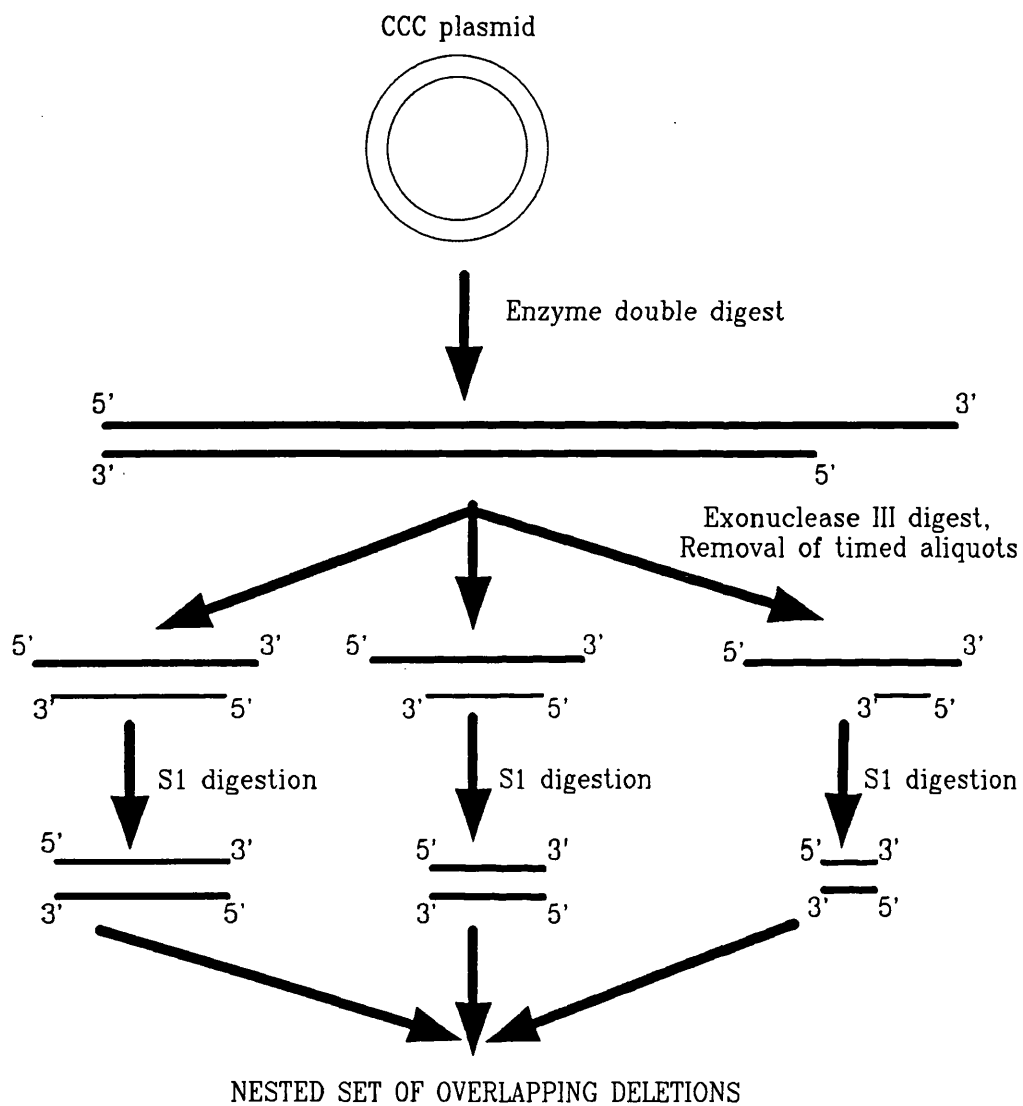 CCC plasmid
Enzyme double digest
5' 3'
3' 5'
Exonuclease III digest,
Removal of timed aliquots
5' 3' 5' 3' 5' 3'
3' 5' 3' 5' 3' 5'
S1 digestion S1 digestion S1 digestion
5' 3' 5' 3' 5' 3'
3' 5' 3' 5' 3' 5'
NESTED SET OF OVERLAPPING DELETIONS